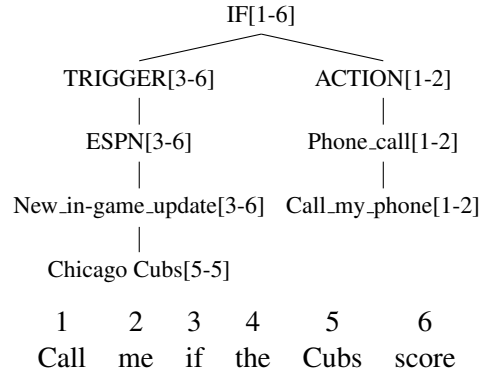 IF[1-6]
TRIGGER[3-6] ACTION[1-2]
ESPN[3-6] Phone_call[1-2]
New_in-game_update[3-6] Call_my_phone[1-2]
Chicago Cubs[5-5]
1 2 3 4 5 6
Call me if the Cubs score